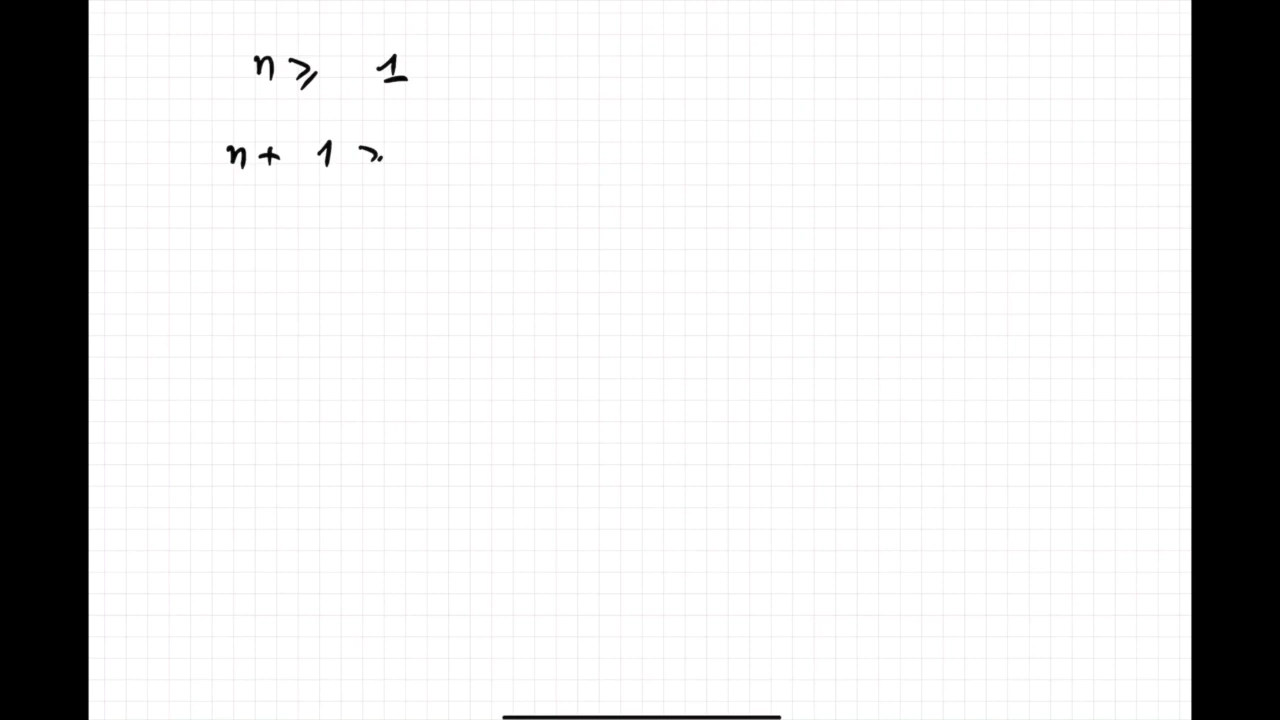 n ⩾ 1
n + 1 >